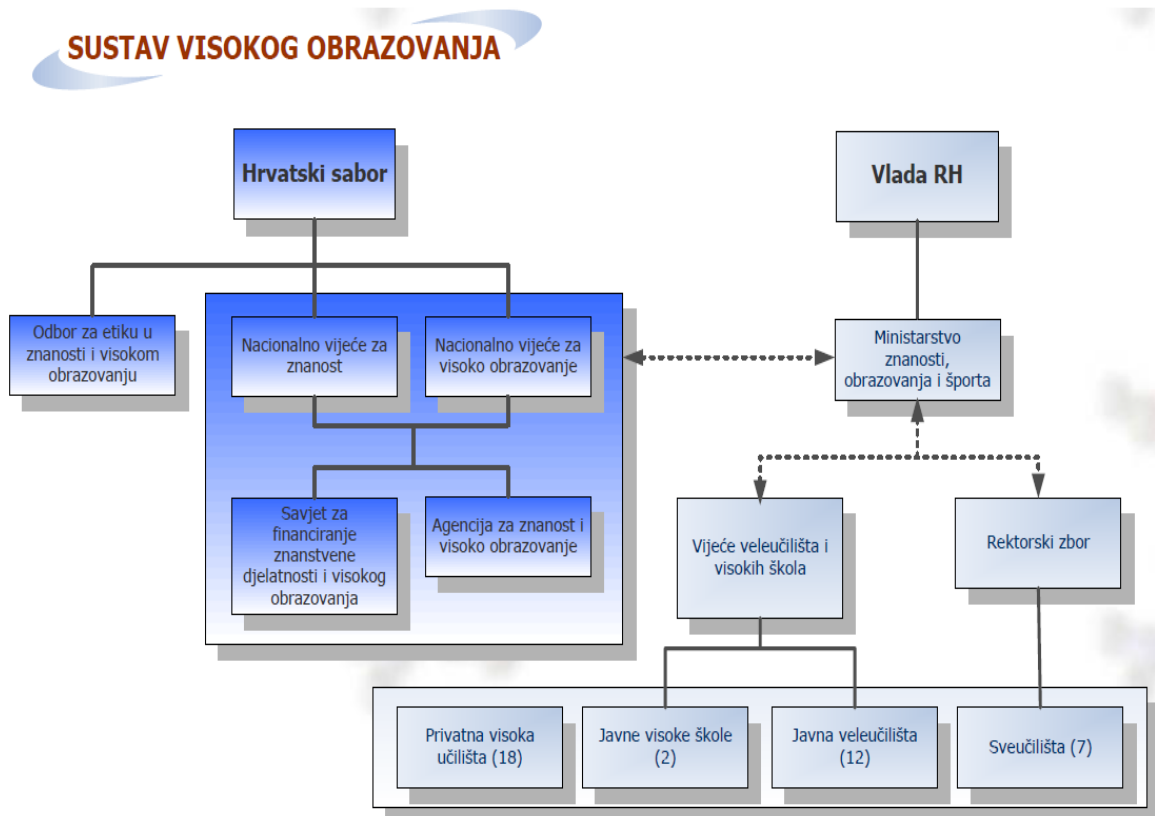 SUSTAV VISOKOG OBRAZOVANJA
Hrvatski sabor
Vlada RH
Odbor za etiku u
znanosti i visokom
obrazovanju
Nacionalno vijeće za
znanost
Nacionalno vijeće za
visoko obrazovanje
Ministarstvo
znanosti,
obrazovanja i športa
Savjet za
financiranje
znanstvene
djelatnosti i visokog
obrazovanja
Agencija za znanost i
visoko obrazovanje
Vijeće veleučilišta i
visokih škola
Rektorski zbor
Privatna visoka
učilišta (18)
Javne visoke škole
(2)
Javna veleučilišta
(12)
Sveučilišta (7)